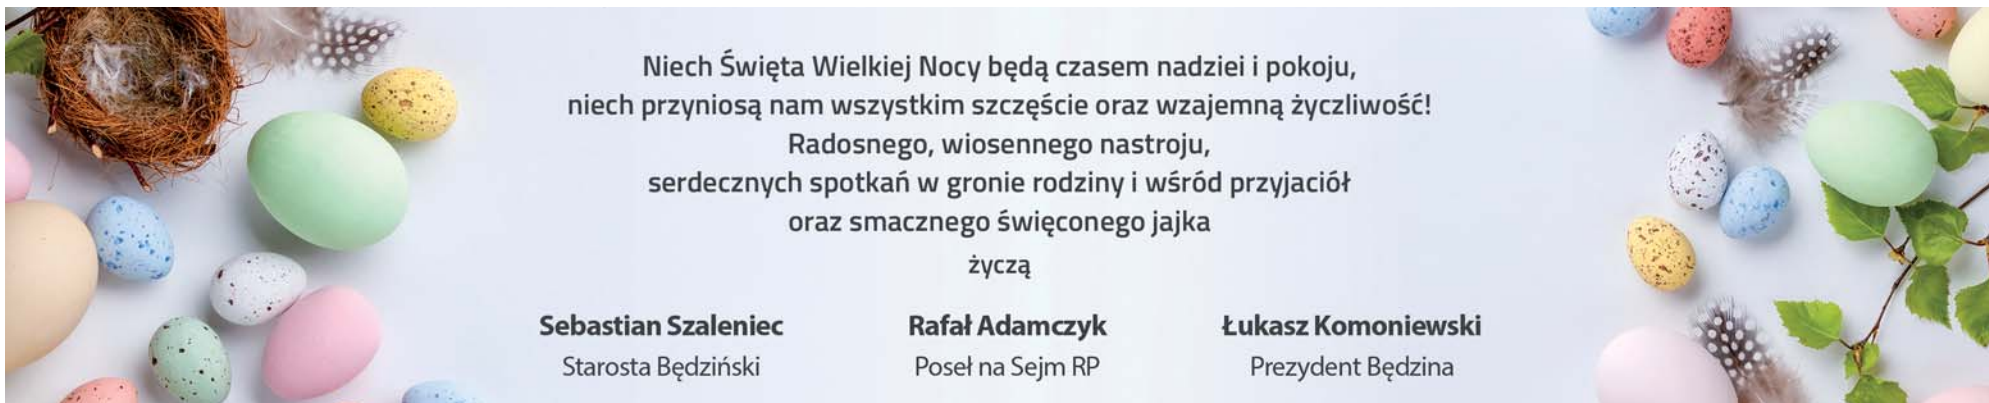 Niech Święta Wielkiej Nocy będą czasem nadziei i pokoju,
niech przyniosą nam wszystkim szczęście oraz wzajemną życzliwość!
Radosnego, wiosennego nastroju,
serdecznych spotkań w gronie rodziny i wśród przyjaciół
oraz smacznego święconego jajka
życzą
Sebastian Szaleniec
Starosta Będziński
Rafał Adamczyk
Poseł na Sejm RP
Łukasz Komoniewski
Prezydent Będzina